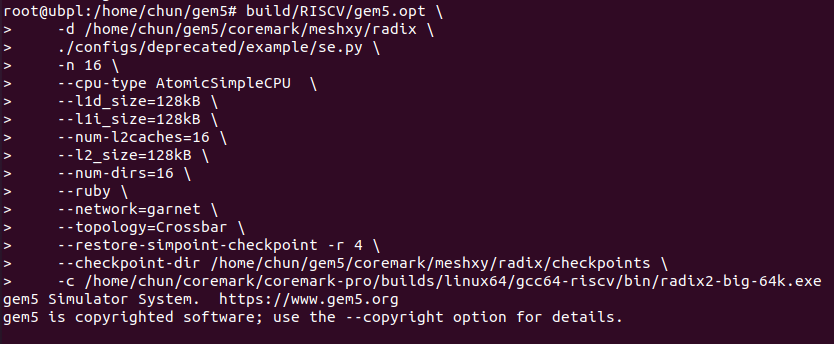 root@ubpl:/home/chun/gem5# build/RISCV/gem5.opt \
>     -d /home/chun/gem5/coremark/meshxy/radix \
>     ./configs/deprecated/example/se.py \
>     -n 16 \
>     --cpu-type AtomicSimpleCPU  \
>     --l1d_size=128kB \
>     --l1i_size=128kB \
>     --num-l2caches=16 \
>     --l2_size=128kB \
>     --num-dirs=16 \
>     --ruby \
>     --network=garnet \
>     --topology=Crossbar \
>     --restore-simpoint-checkpoint -r 4 \
>     --checkpoint-dir /home/chun/gem5/coremark/meshxy/radix/checkpoints \
>     -c /home/chun/coremark/coremark-pro/builds/linux64/gcc64-riscv/bin/radix2-big-64k.exe
gem5 Simulator System.  https://www.gem5.org
gem5 is copyrighted software; use the --copyright option for details.